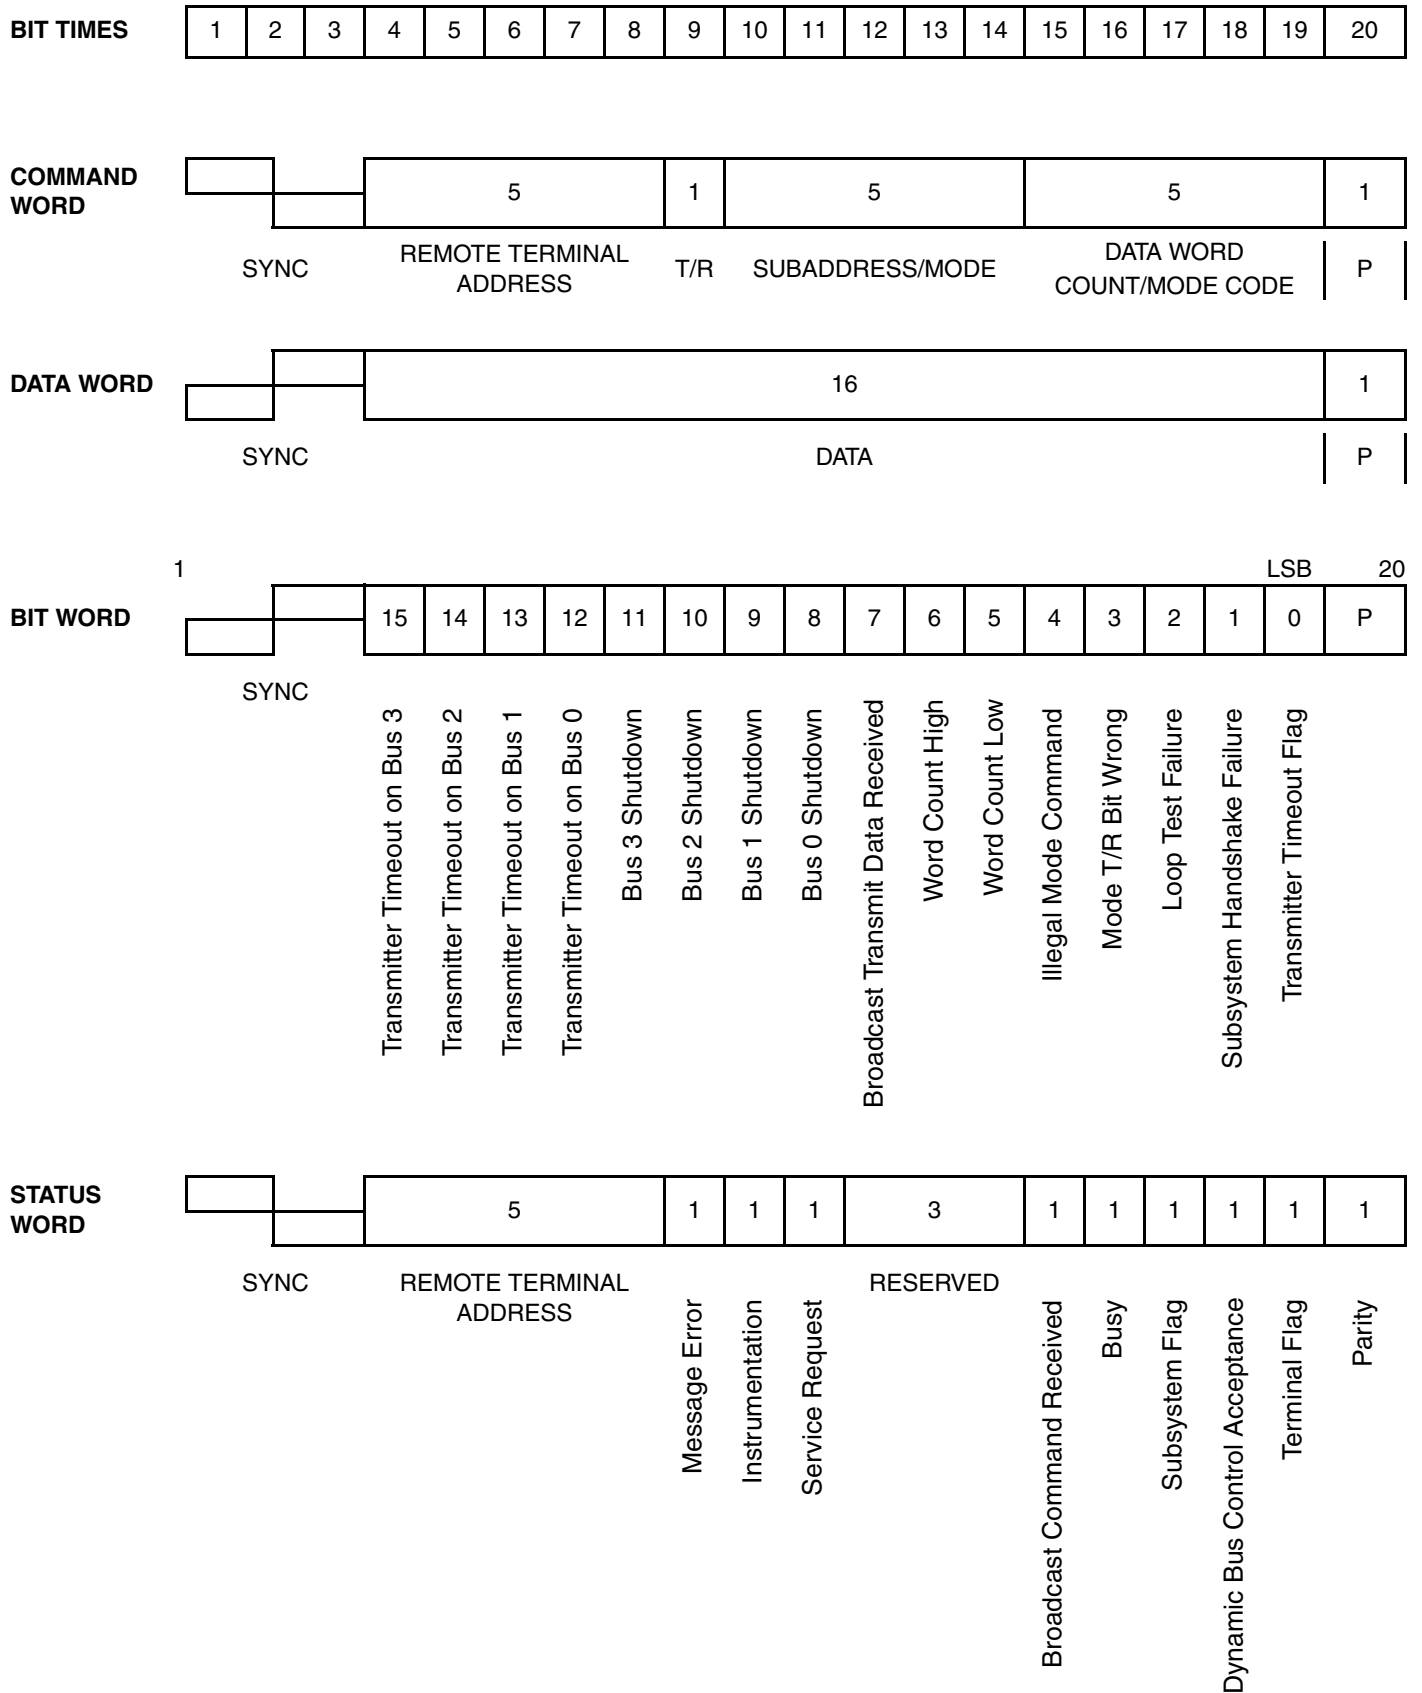 BIT TIMES 1 2 3 4 5 6 7 8 9 10 11 12 13 14 15 16 17 18 19 20
COMMAND
WORD
5 1 5 5 1
SYNC
REMOTE TERMINAL
ADDRESS
T/R
SUBADDRESS/MODE
DATA WORD
COUNT/MODE CODE
P
DATA WORD
16 1
SYNC DATA P
1 LSB 20
BIT WORD 15 14 13 12 11 10 9 8 7 6 5 4 3 2 1 0 P
SYNC
Transmitter Timeout on Bus 3
Transmitter Timeout on Bus 2
Transmitter Timeout on Bus 1
Transmitter Timeout on Bus 0
Bus 3 Shutdown
Bus 2 Shutdown
Bus 1 Shutdown
Bus 0 Shutdown
Broadcast Transmit Data Received
Word Count High
Word Count Low
Illegal Mode Command
Mode T/R Bit Wrong
Loop Test Failure
Subsystem Handshake Failure
Transmitter Timeout Flag
STATUS
WORD
5 1 1 1 3 1 1 1 1 1 1
SYNC
REMOTE TERMINAL
ADDRESS
Message Error
Instrumentation
Service Request
RESERVED
Broadcast Command Received
Busy
Subsystem Flag
Dynamic Bus Control Acceptance
Terminal Flag
Parity